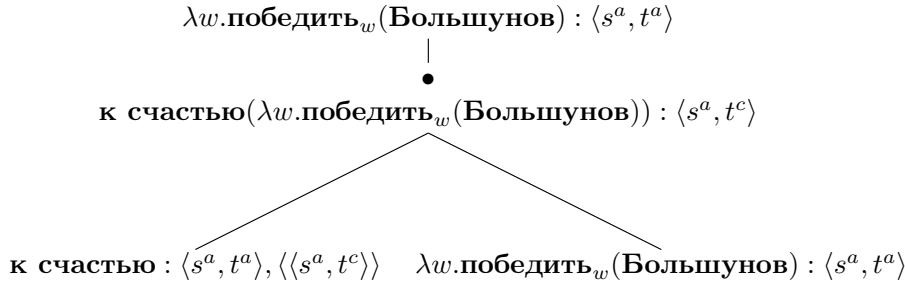 λw.победить_w(Большунов) : ⟨s^a, t^a⟩
•
к счастью(λw.победить_w(Большунов)) : ⟨s^a, t^c⟩
к счастью : ⟨s^a, t^a⟩, ⟨⟨s^a, t^c⟩⟩ λw.победить_w(Большунов) : ⟨s^a, t^a⟩